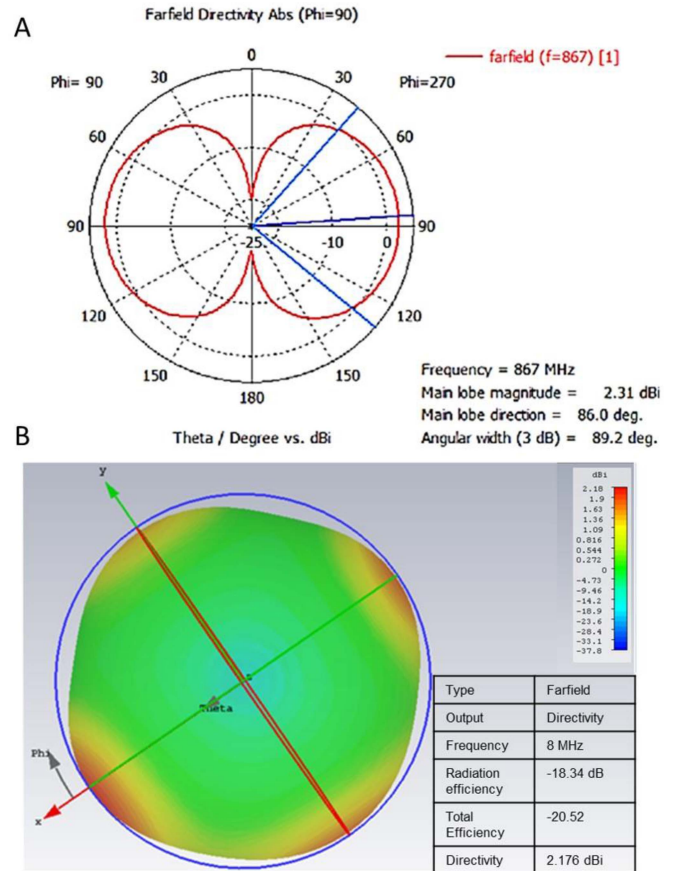 A
Farfield Directivity Abs (Phi=90)
farfield (f=867) [1]
Phi= 90
30
0
30
Phi=270
60
60
90
-25
-10
0
90
120
120
150
180
150
Frequency = 867 MHz
Main lobe magnitude = 2.31 dBi
Main lobe direction = 86.0 deg.
Angular width (3 dB) = 89.2 deg.
Theta / Degree vs. dBi
B
y
Theta
Phi
x
dBi
2.18
1.9
1.63
1.36
1.09
0.816
0.544
0.272
0
-4.73
-9.46
-14.2
-18.9
-23.6
-28.4
-33.1
-37.8
Type Farfield
Output Directivity
Frequency 8 MHz
Radiation -18.34 dB
efficiency
Total -20.52
Efficiency
Directivity 2.176 dBi